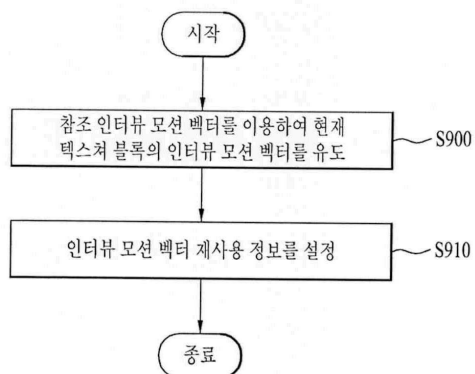 시작
참조 인터뷰 모션 벡터를 이용하여 현재
텍스쳐 블록의 인터뷰 모션 벡터를 유도
S900
인터뷰 모션 벡터 재사용 정보를 설정
S910
종료